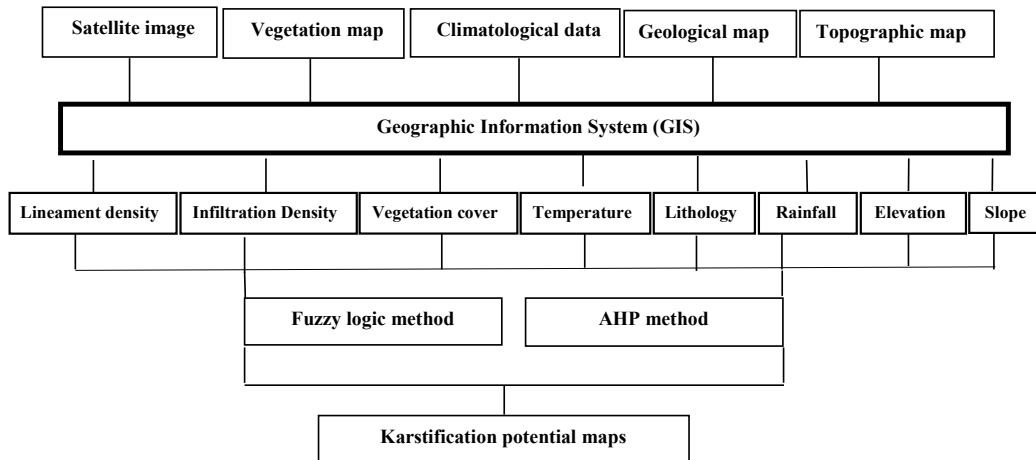 Satellite image
Vegetation map
Climatological data
Geological map
Topographic map
Geographic Information System (GIS)
Lineament density
Infiltration Density
Vegetation cover
Temperature
Lithology
Rainfall
Elevation
Slope
Fuzzy logic method
AHP method
Karstification potential maps